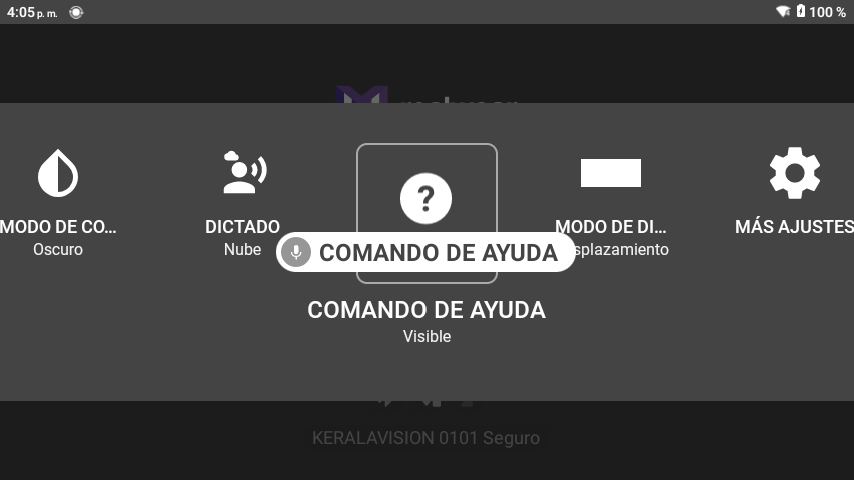 4:05 p. m.
100 %
MODO DE CO...
Oscuro
DICTADO
Nube
?
COMANDO DE AYUDA
COMANDO DE AYUDA
Visible
MODO DE DI...
splazamiento
MÁS AJUSTES
KERALAVISION 0101 Seguro